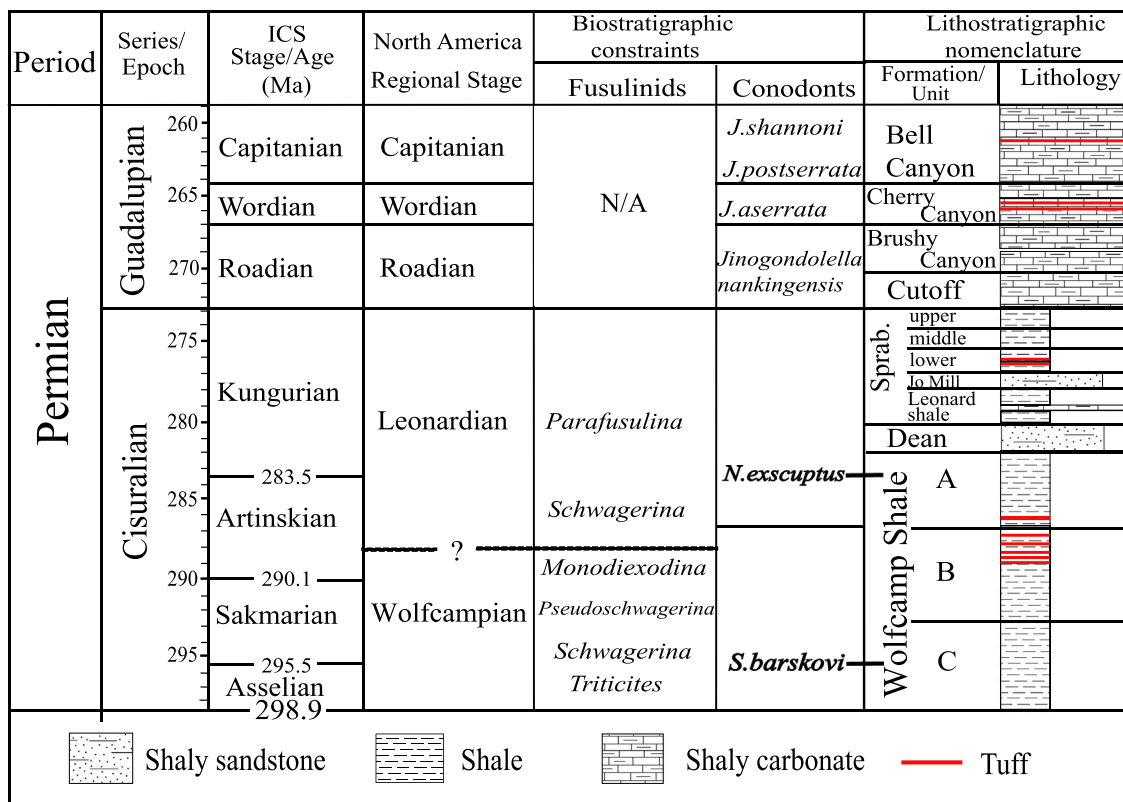 Period
Series/
Epoch
ICS
Stage/Age
(Ma)
North America
Regional Stage
Biostratigraphic
constraints
Fusulinids
Conodonts
Lithostratigraphic
nomenclature
Formation/
Unit
Lithology
Permian
Guadalupian
Cisuralian
260
265
270
275
280
285
290
295
Capitanian
Wordian
Roadian
Kungurian
283.5
Artinskian
290.1
Sakmarian
295.5
Asselian
298.9
Capitanian
Wordian
Roadian
Leonardian
?
Wolfcampian
N/A
Parafusulina
Schwagerina
Monodiexodina
Pseudoschwagerina
Schwagerina
Triticites
J.shannoni
J.postserrata
J.aserrata
Jinogondolella
nankingensis
N.exscuptus
S.barskovi
Bell
Canyon
Cherry
Canyon
Brushy
Canyon
Cutoff
Sprab.
upper
middle
lower
Jo Mill
Leonard
shale
Dean
Wolfcamp Shale
A
B
C
Shaly sandstone
Shale
Shaly carbonate
Tuff